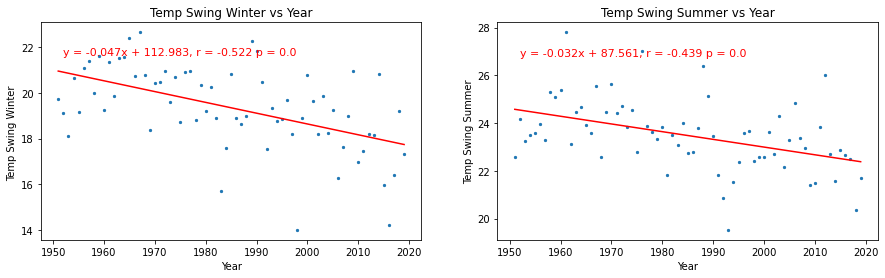 Temp Swing Winter vs Year
y = -0.047x + 112.983, r = -0.522 p = 0.0
Temp Swing Winter
22
20
18
16
14
1950 1960 1970 1980 1990 2000 2010 2020
Year
Temp Swing Summer vs Year
y = -0.032x + 87.561, r = -0.439 p = 0.0
Temp Swing Summer
28
26
24
22
20
1950 1960 1970 1980 1990 2000 2010 2020
Year